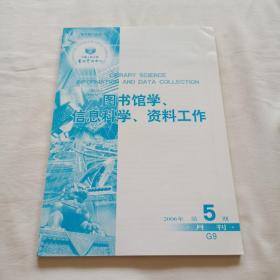 LIBRARY SCIENCE
INFORMATION AND DATA COLLECTION
图书馆学、
信息科学、资料工作
2006年 第 5 期
月刊
G9